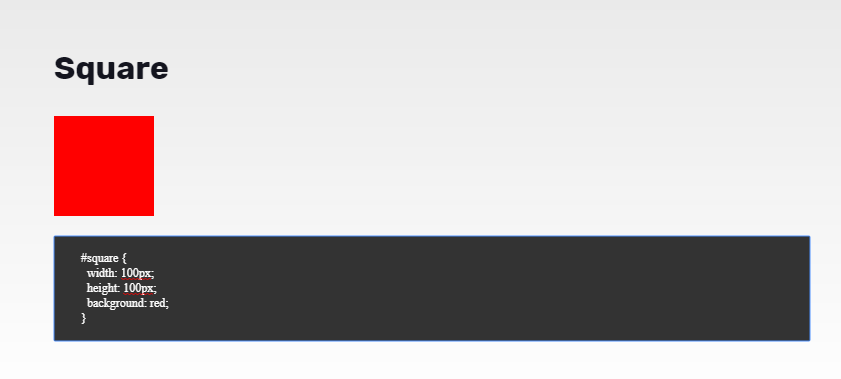 Square
#square {
width: 100px;
height: 100px;
background: red;
}